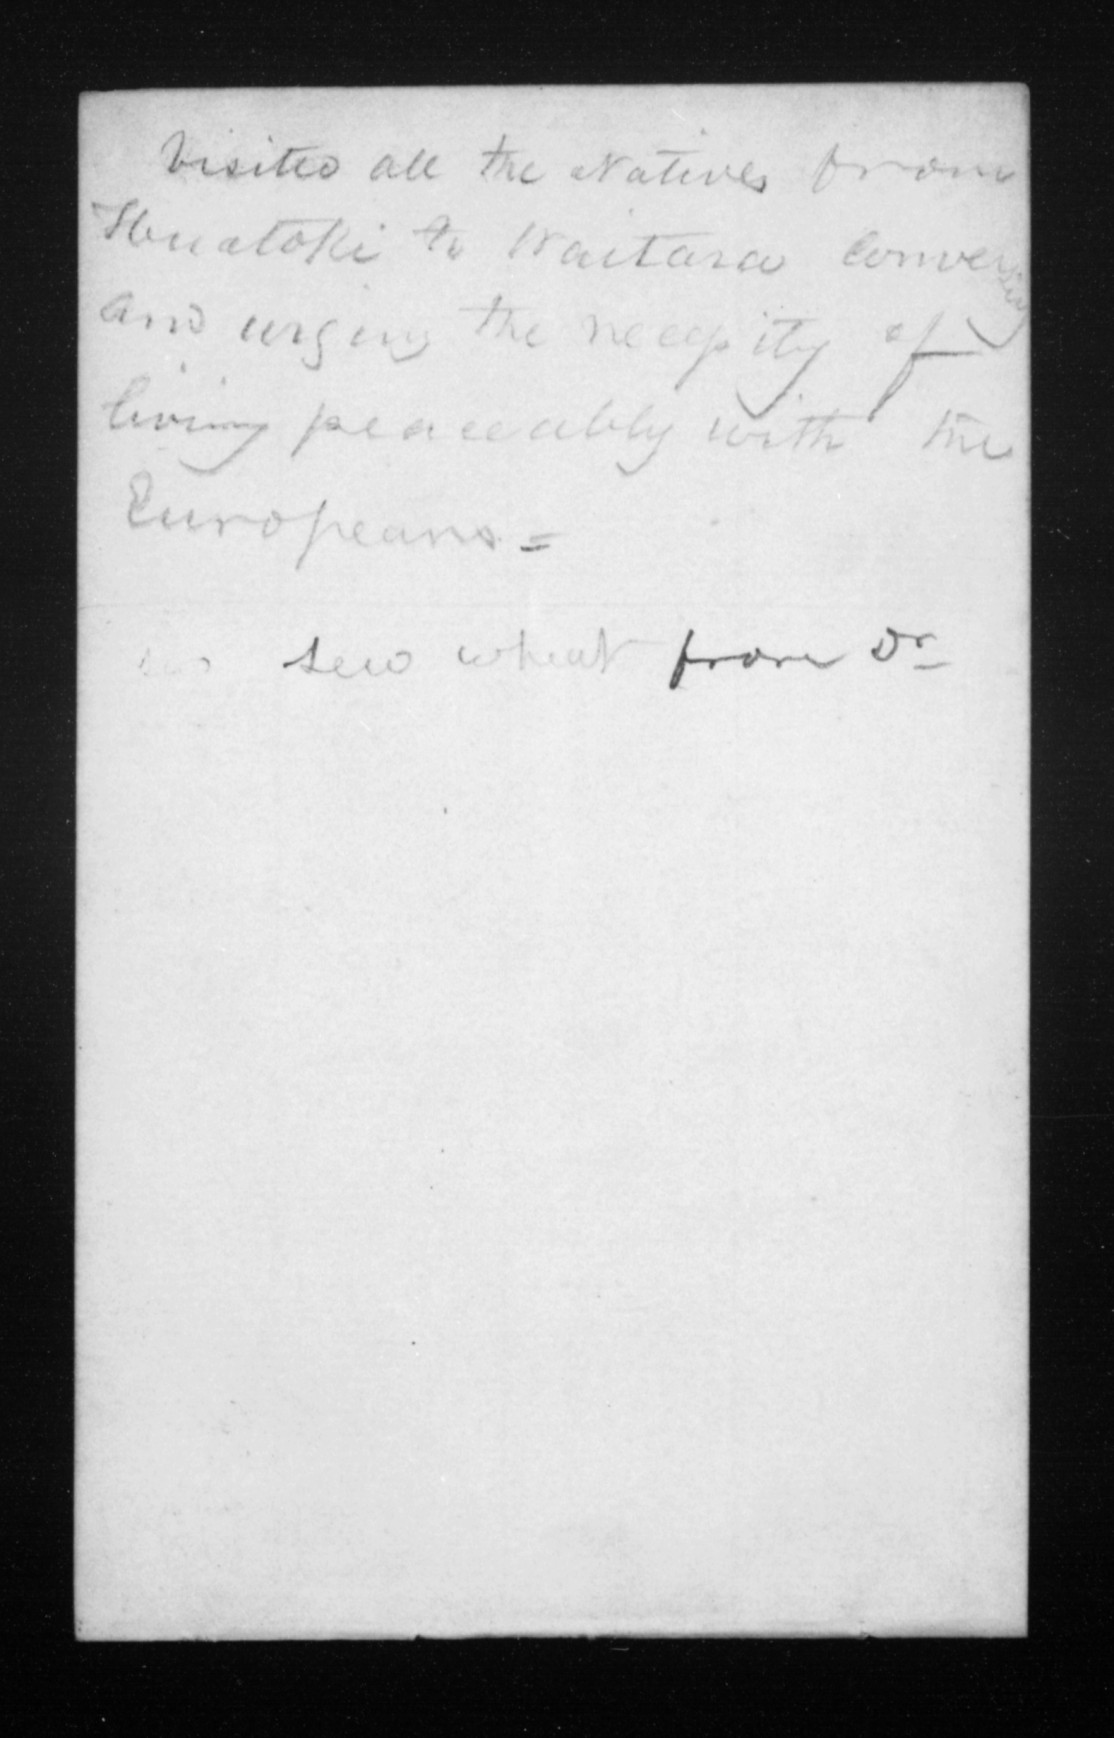 Visited all the Natives from
Huatoki to Waitara Conversing
and urging the necessity of
living peaceably with the
Europeans =
sew wheat from Dr